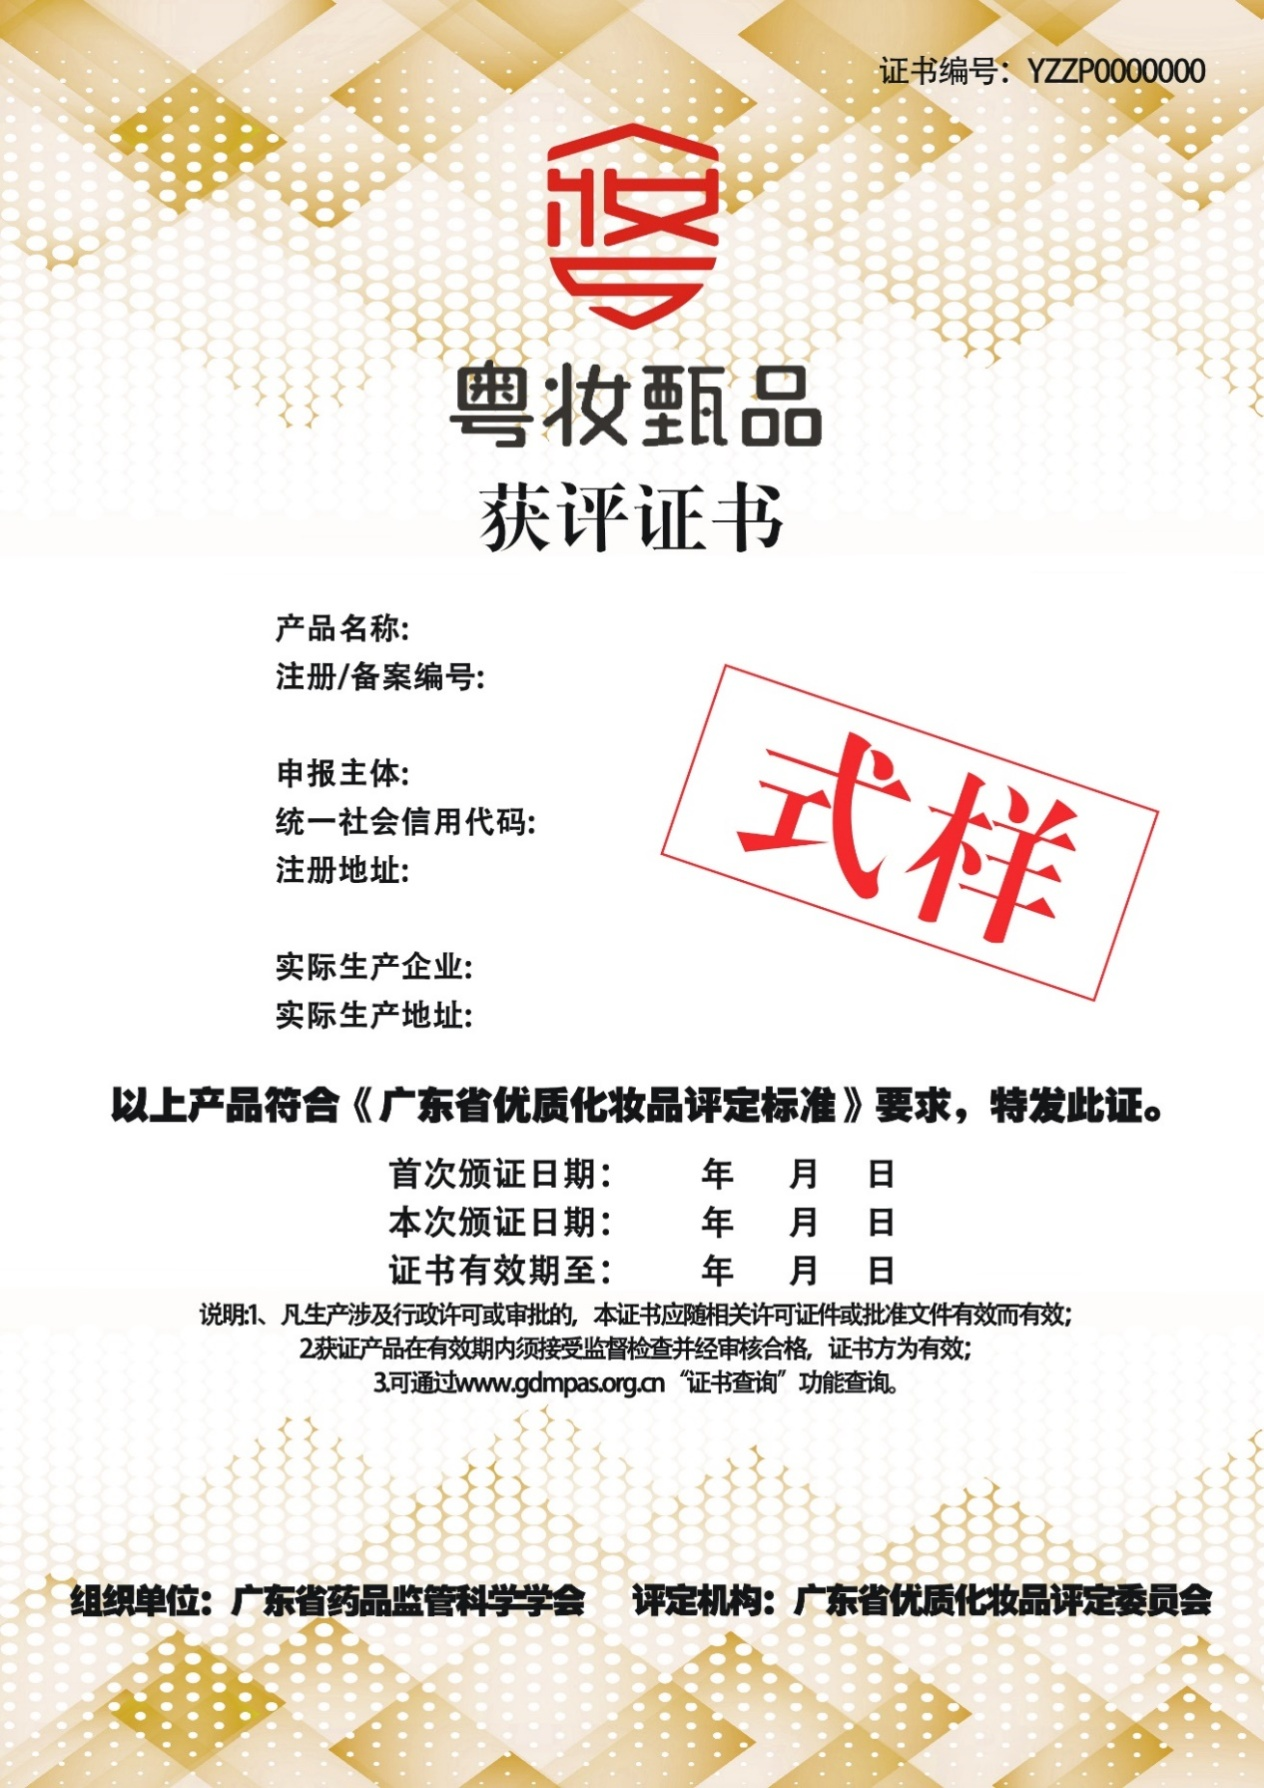 证书编号：YZZP0000000
粤妆甄品
获评证书
产品名称:
注册/备案编号:
申报主体:
统一社会信用代码:
注册地址:
式样
实际生产企业:
实际生产地址:
以上产品符合《广东省优质化妆品评定标准》要求，特发此证。
首次颁证日期： 年 月 日
本次颁证日期： 年 月 日
证书有效期至： 年 月 日
说明:1、凡生产涉及行政许可或审批的，本证书应随相关许可证件或批准文件有效而有效；
2.获证产品在有效期内须接受监督检查并经审核合格，证书方为有效；
3.可通过www.gdmpas.org.cn“证书查询”功能查询。
组织单位：广东省药品监管科学学会 评定机构：广东省优质化妆品评定委员会